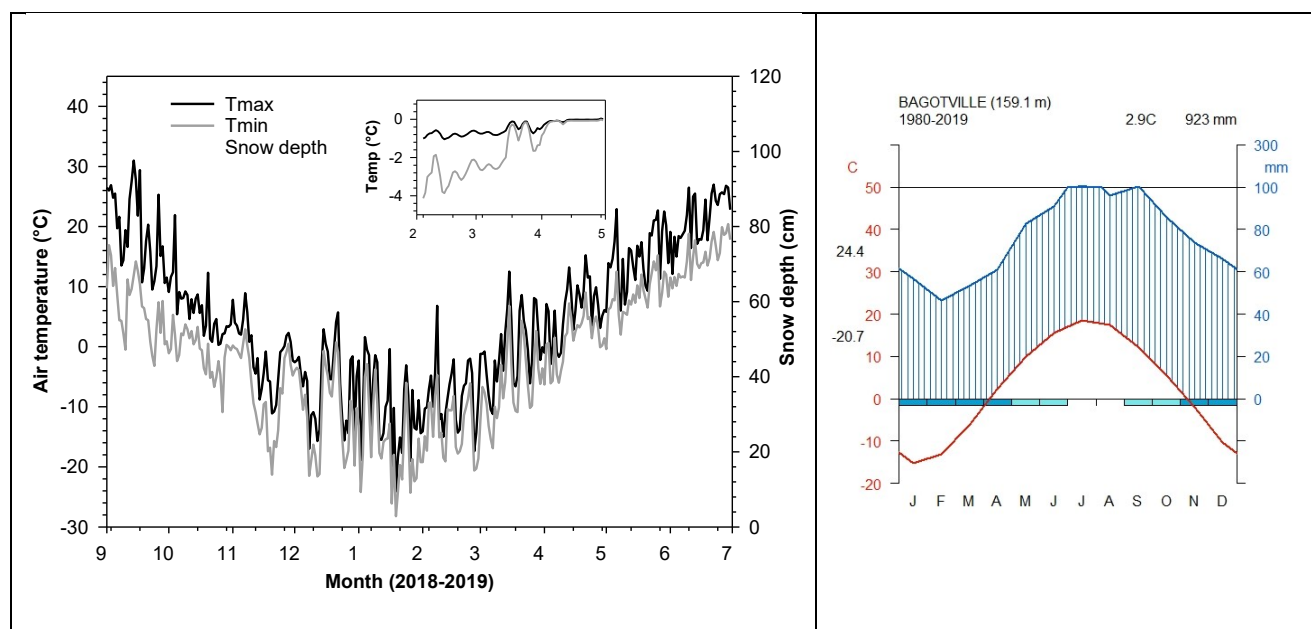 Tmax
Tmin
Snow depth
Air temperature (°C)
40
30
20
10
0
-10
-20
-30
9 10 11 12 1 2 3 4 5 6 7
Month (2018-2019)
120
100
80
60
40
20
0
Snow depth (cm)
Temp (°C)
0
-2
-4
2 3 4 5
BAGOTVILLE (159.1 m)
1980-2019 2.9C 923 mm
C
50
40
30
20
10
0
-10
-20
24.4
-20.7
300
mm
100
80
60
40
20
0
J F M A M J J A S O N D